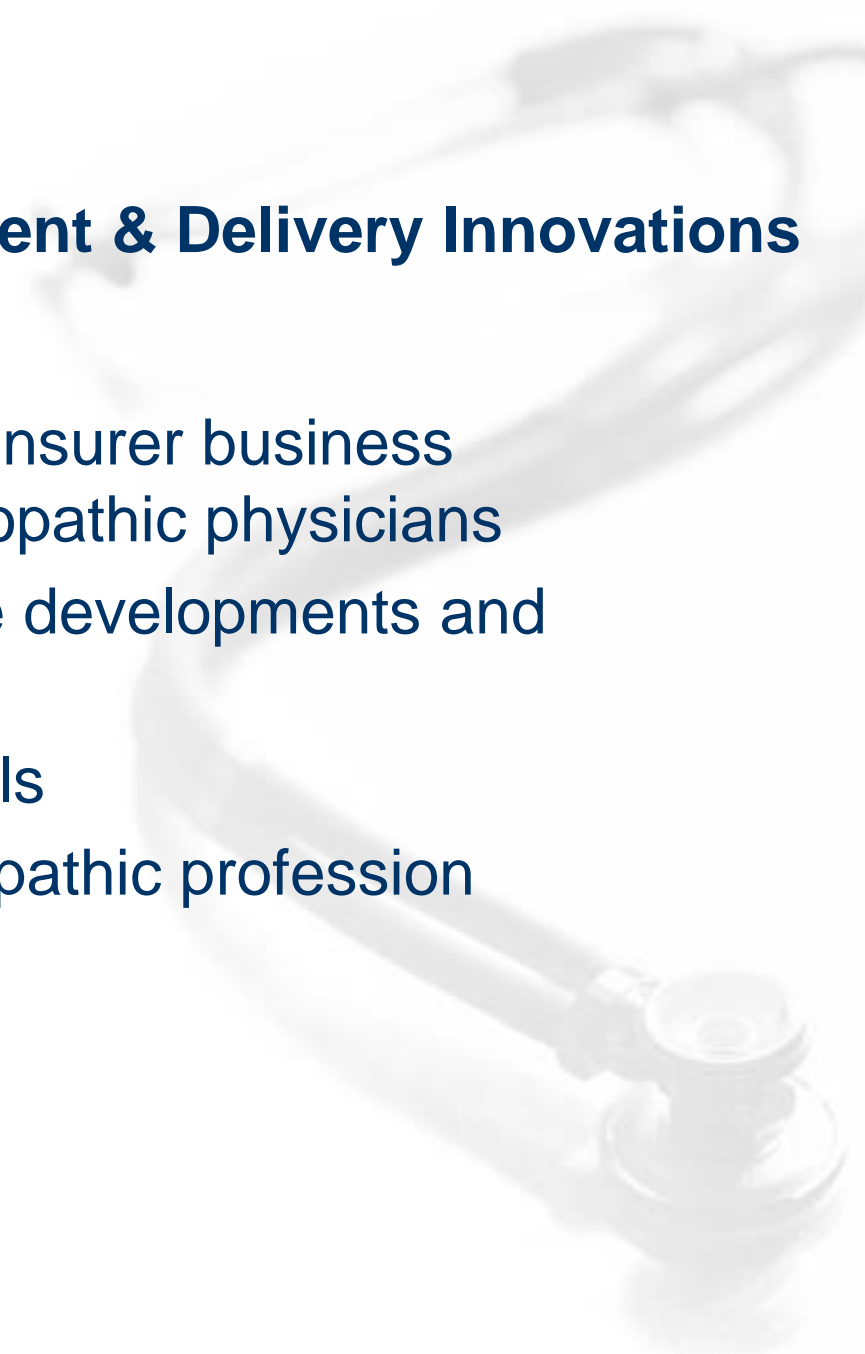 ent & Delivery Innovations
nsurer business
opathic physicians
e developments and
ls
pathic profession